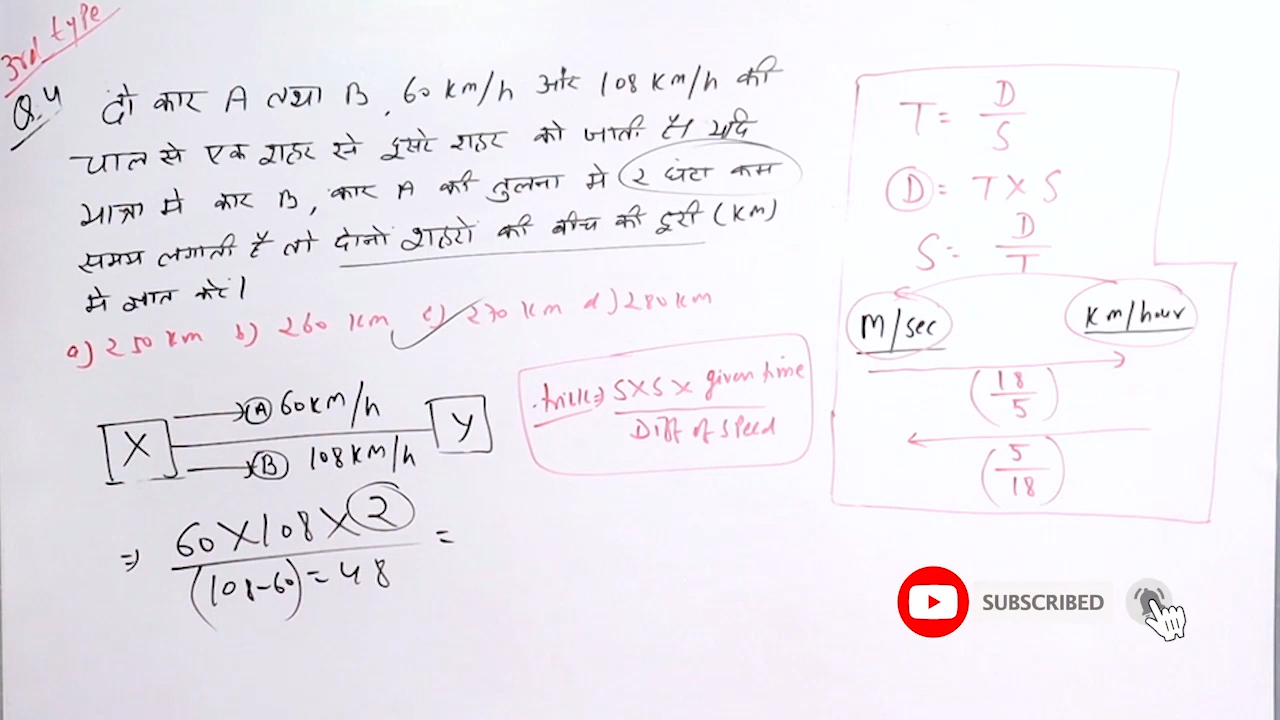 3rd type
Q.4 दो कार A तथा B, 60 km/h और 108 km/h की
चाल से एक शहर से दूसरे शहर को जाती है। यदि
यात्रा मे कार B, कार A की तुलना मे २ घंटा कम
समय लगाती है तो दोनो शहरो की बीच की दूरी (Km)
मे ज्ञात करे।
a) 250 km b) 260 km c) 270 km d) 280 km
X
A 60 km/h
B 108 km/h
Y
⇒ 60 X 108 X 2 =
(108-60) = 48
trick ⇒ S X S X given time
Diff of speed
T = D
S
D = T X S
S = D
T
M/sec Km/hour
(18
5)
(5
18)
SUBSCRIBED